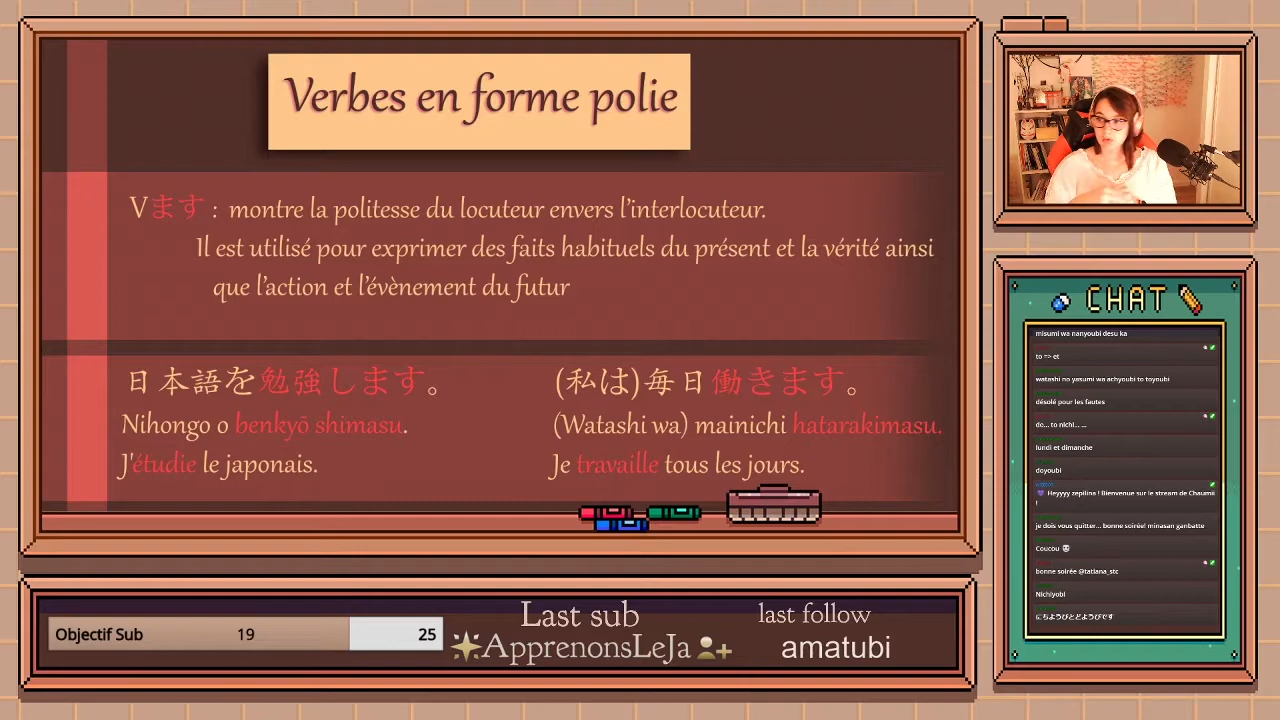 Verbes en forme polie
Vます : montre la politesse du locuteur envers l'interlocuteur.
Il est utilisé pour exprimer des faits habituels du présent et la vérité ainsi
que l'action et l'évènement du futur
日本語を勉強します。
Nihongo o benkyō shimasu.
J'étudie le japonais.
(私は)毎日働きます。
(Watashi wa) mainichi hatarakimasu.
Je travaille tous les jours.
Objectif Sub 19 25
Last sub
ApprenonsLeJa
last follow
amatubi
CHAT
misumi wa nanyoubi desu ka
to => et
watashi no yasumi wa achyoubi to toyoubi
désolé pour les fautes
do... to nichi... ...
lundi et dimanche
doyoubi
Heyyyy zepilina ! Bienvenue sur le stream de Chaumii
!
je dois vous quitter... bonne soirée! minasan ganbatte
Coucou
bonne soirée @tatiana_stc
Nichiyobi
にちようびとどようびです